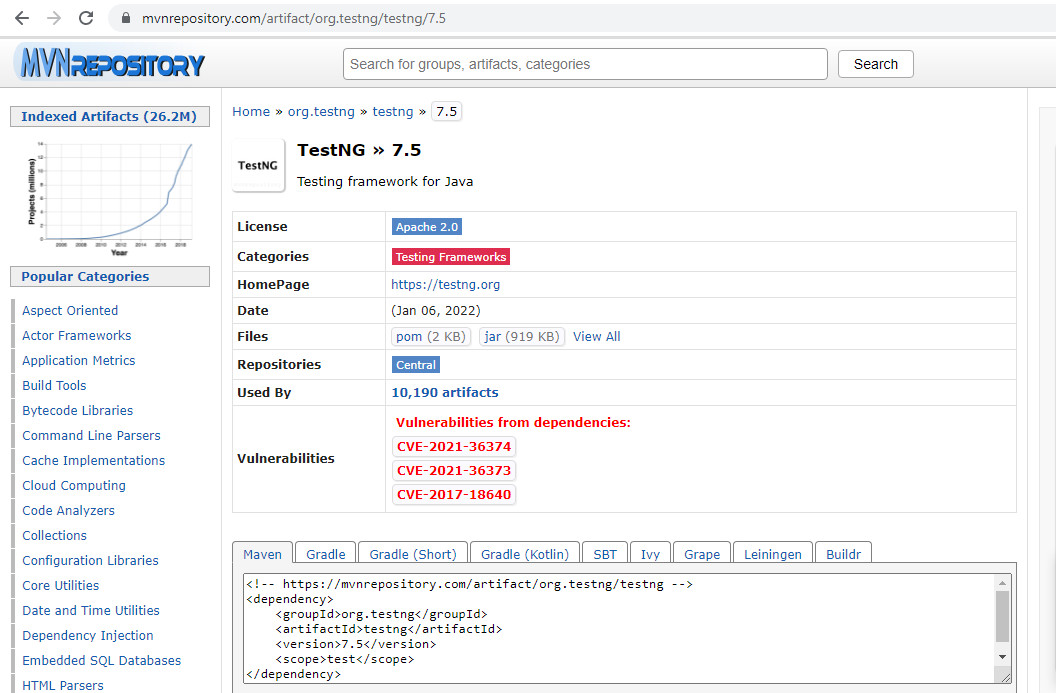 mvnrepository.com/artifact/org.testng/testng/7.5
MVNREPOSITORY
Search for groups, artifacts, categories
Search
Indexed Artifacts (26.2M)
Projects (millions)
14
12
10
8
6
4
2
0
2006 2008 2010 2012 2014 2016 2018
Year
Popular Categories
Aspect Oriented
Actor Frameworks
Application Metrics
Build Tools
Bytecode Libraries
Command Line Parsers
Cache Implementations
Cloud Computing
Code Analyzers
Collections
Configuration Libraries
Core Utilities
Date and Time Utilities
Dependency Injection
Embedded SQL Databases
HTML Parsers
Home » org.testng » testng » 7.5
TestNG
TestNG » 7.5
Testing framework for Java
License Apache 2.0
Categories Testing Frameworks
HomePage https://testng.org
Date (Jan 06, 2022)
Files pom (2 KB) jar (919 KB) View All
Repositories Central
Used By 10,190 artifacts
Vulnerabilities
Vulnerabilities from dependencies:
CVE-2021-36374
CVE-2021-36373
CVE-2017-18640
Maven Gradle Gradle (Short) Gradle (Kotlin) SBT Ivy Grape Leiningen Buildr
<!-- https://mvnrepository.com/artifact/org.testng/testng -->
<dependency>
    <groupId>org.testng</groupId>
    <artifactId>testng</artifactId>
    <version>7.5</version>
    <scope>test</scope>
</dependency>